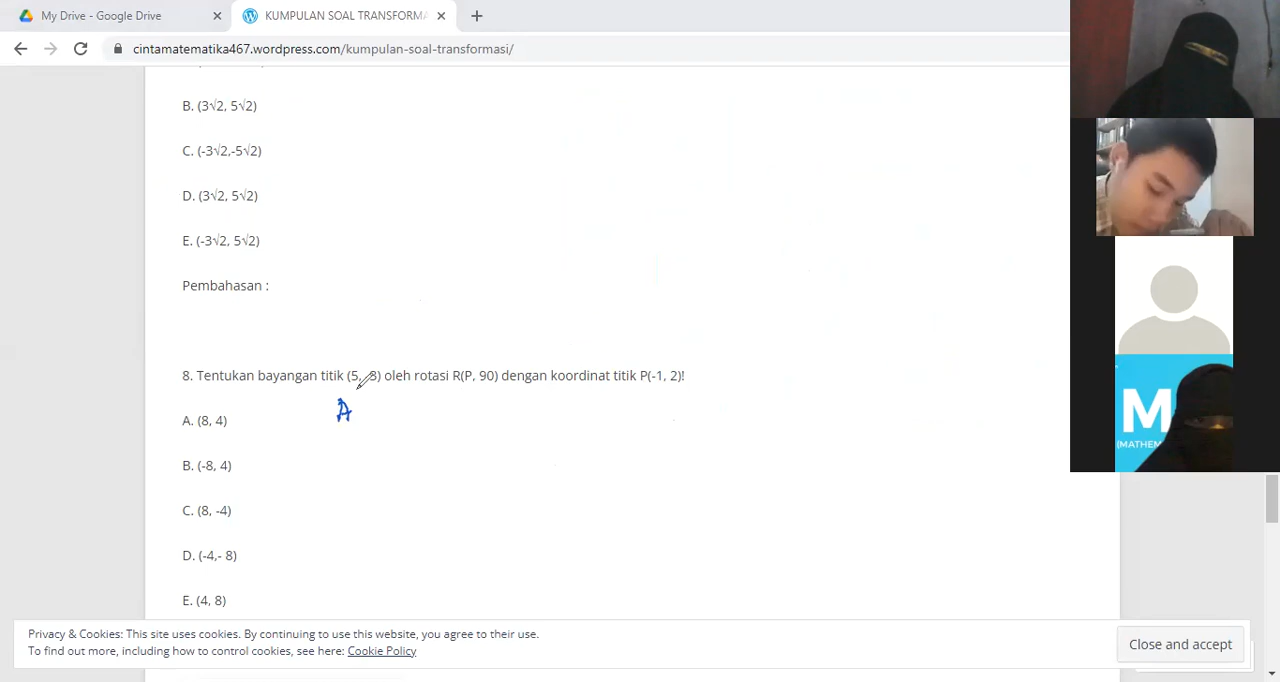 My Drive - Google Drive
KUMPULAN SOAL TRANSFORMA
cintamatematika467.wordpress.com/kumpulan-soal-transformasi/
B. (3√2, 5√2)
C. (-3√2,-5√2)
D. (3√2, 5√2)
E. (-3√2, 5√2)
Pembahasan :
8. Tentukan bayangan titik (5, -3) oleh rotasi R(P, 90) dengan koordinat titik P(-1, 2)!
A
A. (8, 4)
B. (-8, 4)
C. (8, -4)
D. (-4,- 8)
E. (4, 8)
M
(MATHEM
Privacy & Cookies: This site uses cookies. By continuing to use this website, you agree to their use.
To find out more, including how to control cookies, see here: Cookie Policy
Close and accept